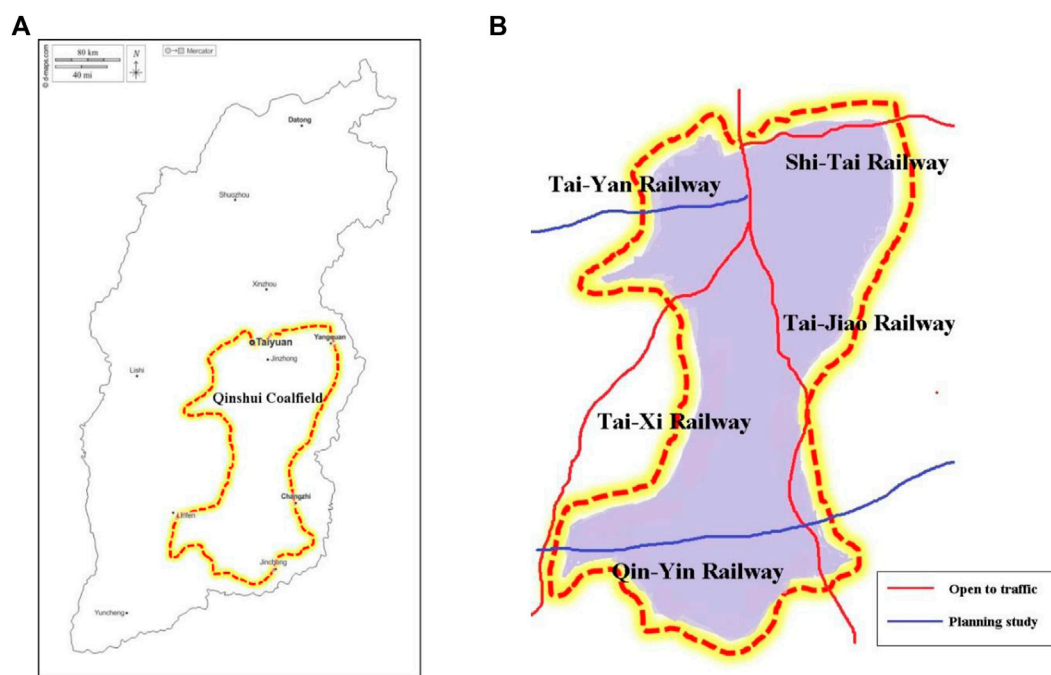 A
B
© d-maps.com
80 km
40 mi
N
Mercator
Datong
Shuozhou
Xinzhou
Taiyuan
Yangquan
Jinzhong
Lishi
Qinshui Coalfield
Changzhi
Linfen
Jincheng
Yuncheng
Shi-Tai Railway
Tai-Yan Railway
Tai-Jiao Railway
Tai-Xi Railway
Qin-Yin Railway
Open to traffic
Planning study